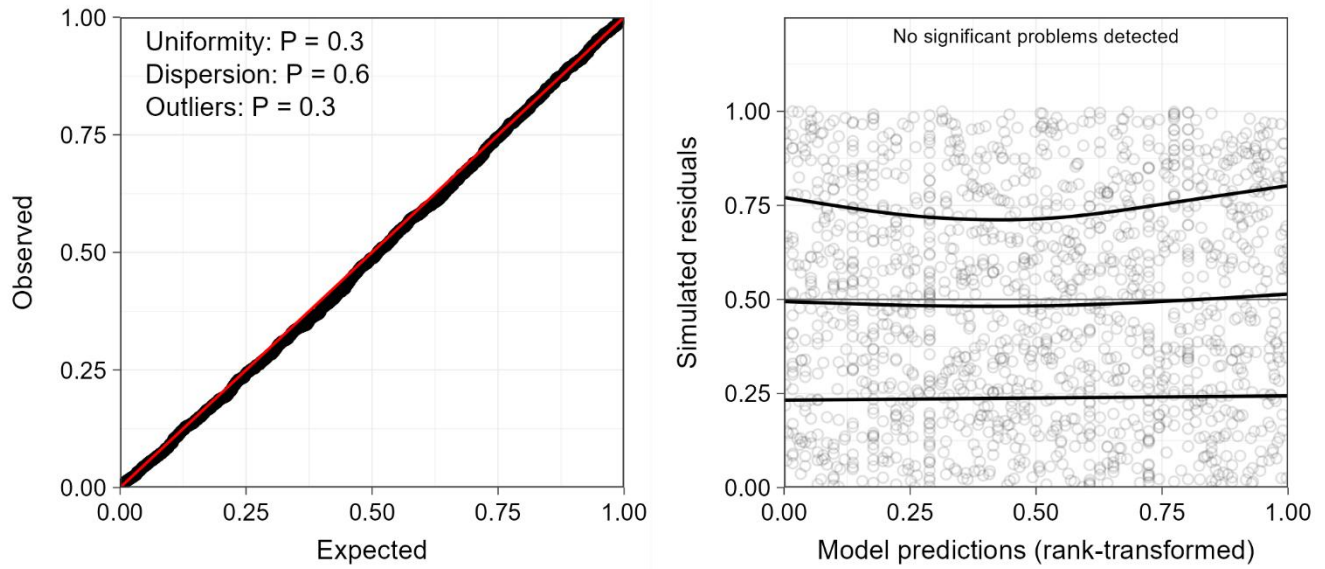 1.00
0.75
0.50
0.25
0.00
Observed
Uniformity: P = 0.3
Dispersion: P = 0.6
Outliers: P = 0.3
0.00 0.25 0.50 0.75 1.00
Expected
No significant problems detected
1.00
0.75
0.50
0.25
0.00
Simulated residuals
0.00 0.25 0.50 0.75 1.00
Model predictions (rank-transformed)